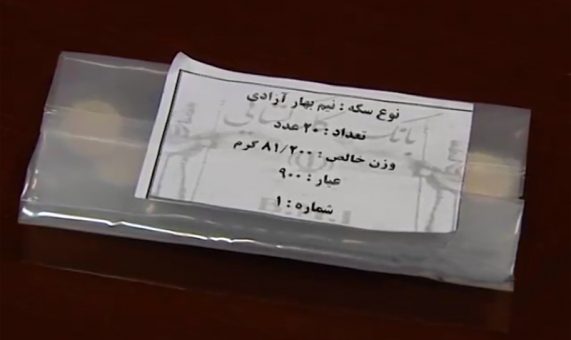 نوع سکه : نیم بهار آزادی
تعداد : ۲۰ عدد
وزن خالص : ۸۱/۲۰۰ گرم
عیار : ۹۰۰
شماره : ۱